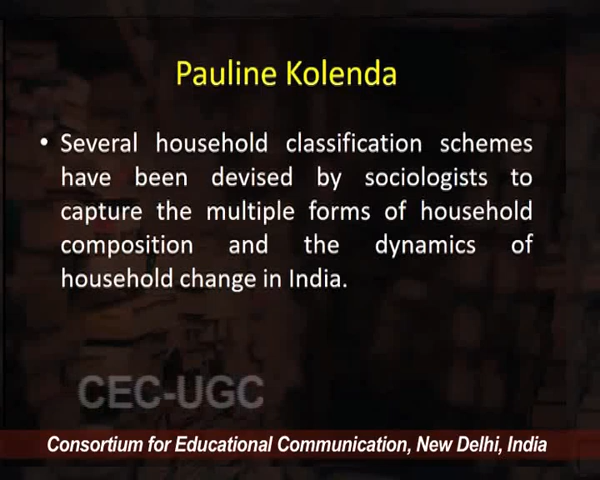 Pauline Kolenda
• Several household classification schemes
have been devised by sociologists to
capture the multiple forms of household
composition and the dynamics of
household change in India.
CEC-UGC
Consortium for Educational Communication, New Delhi, India